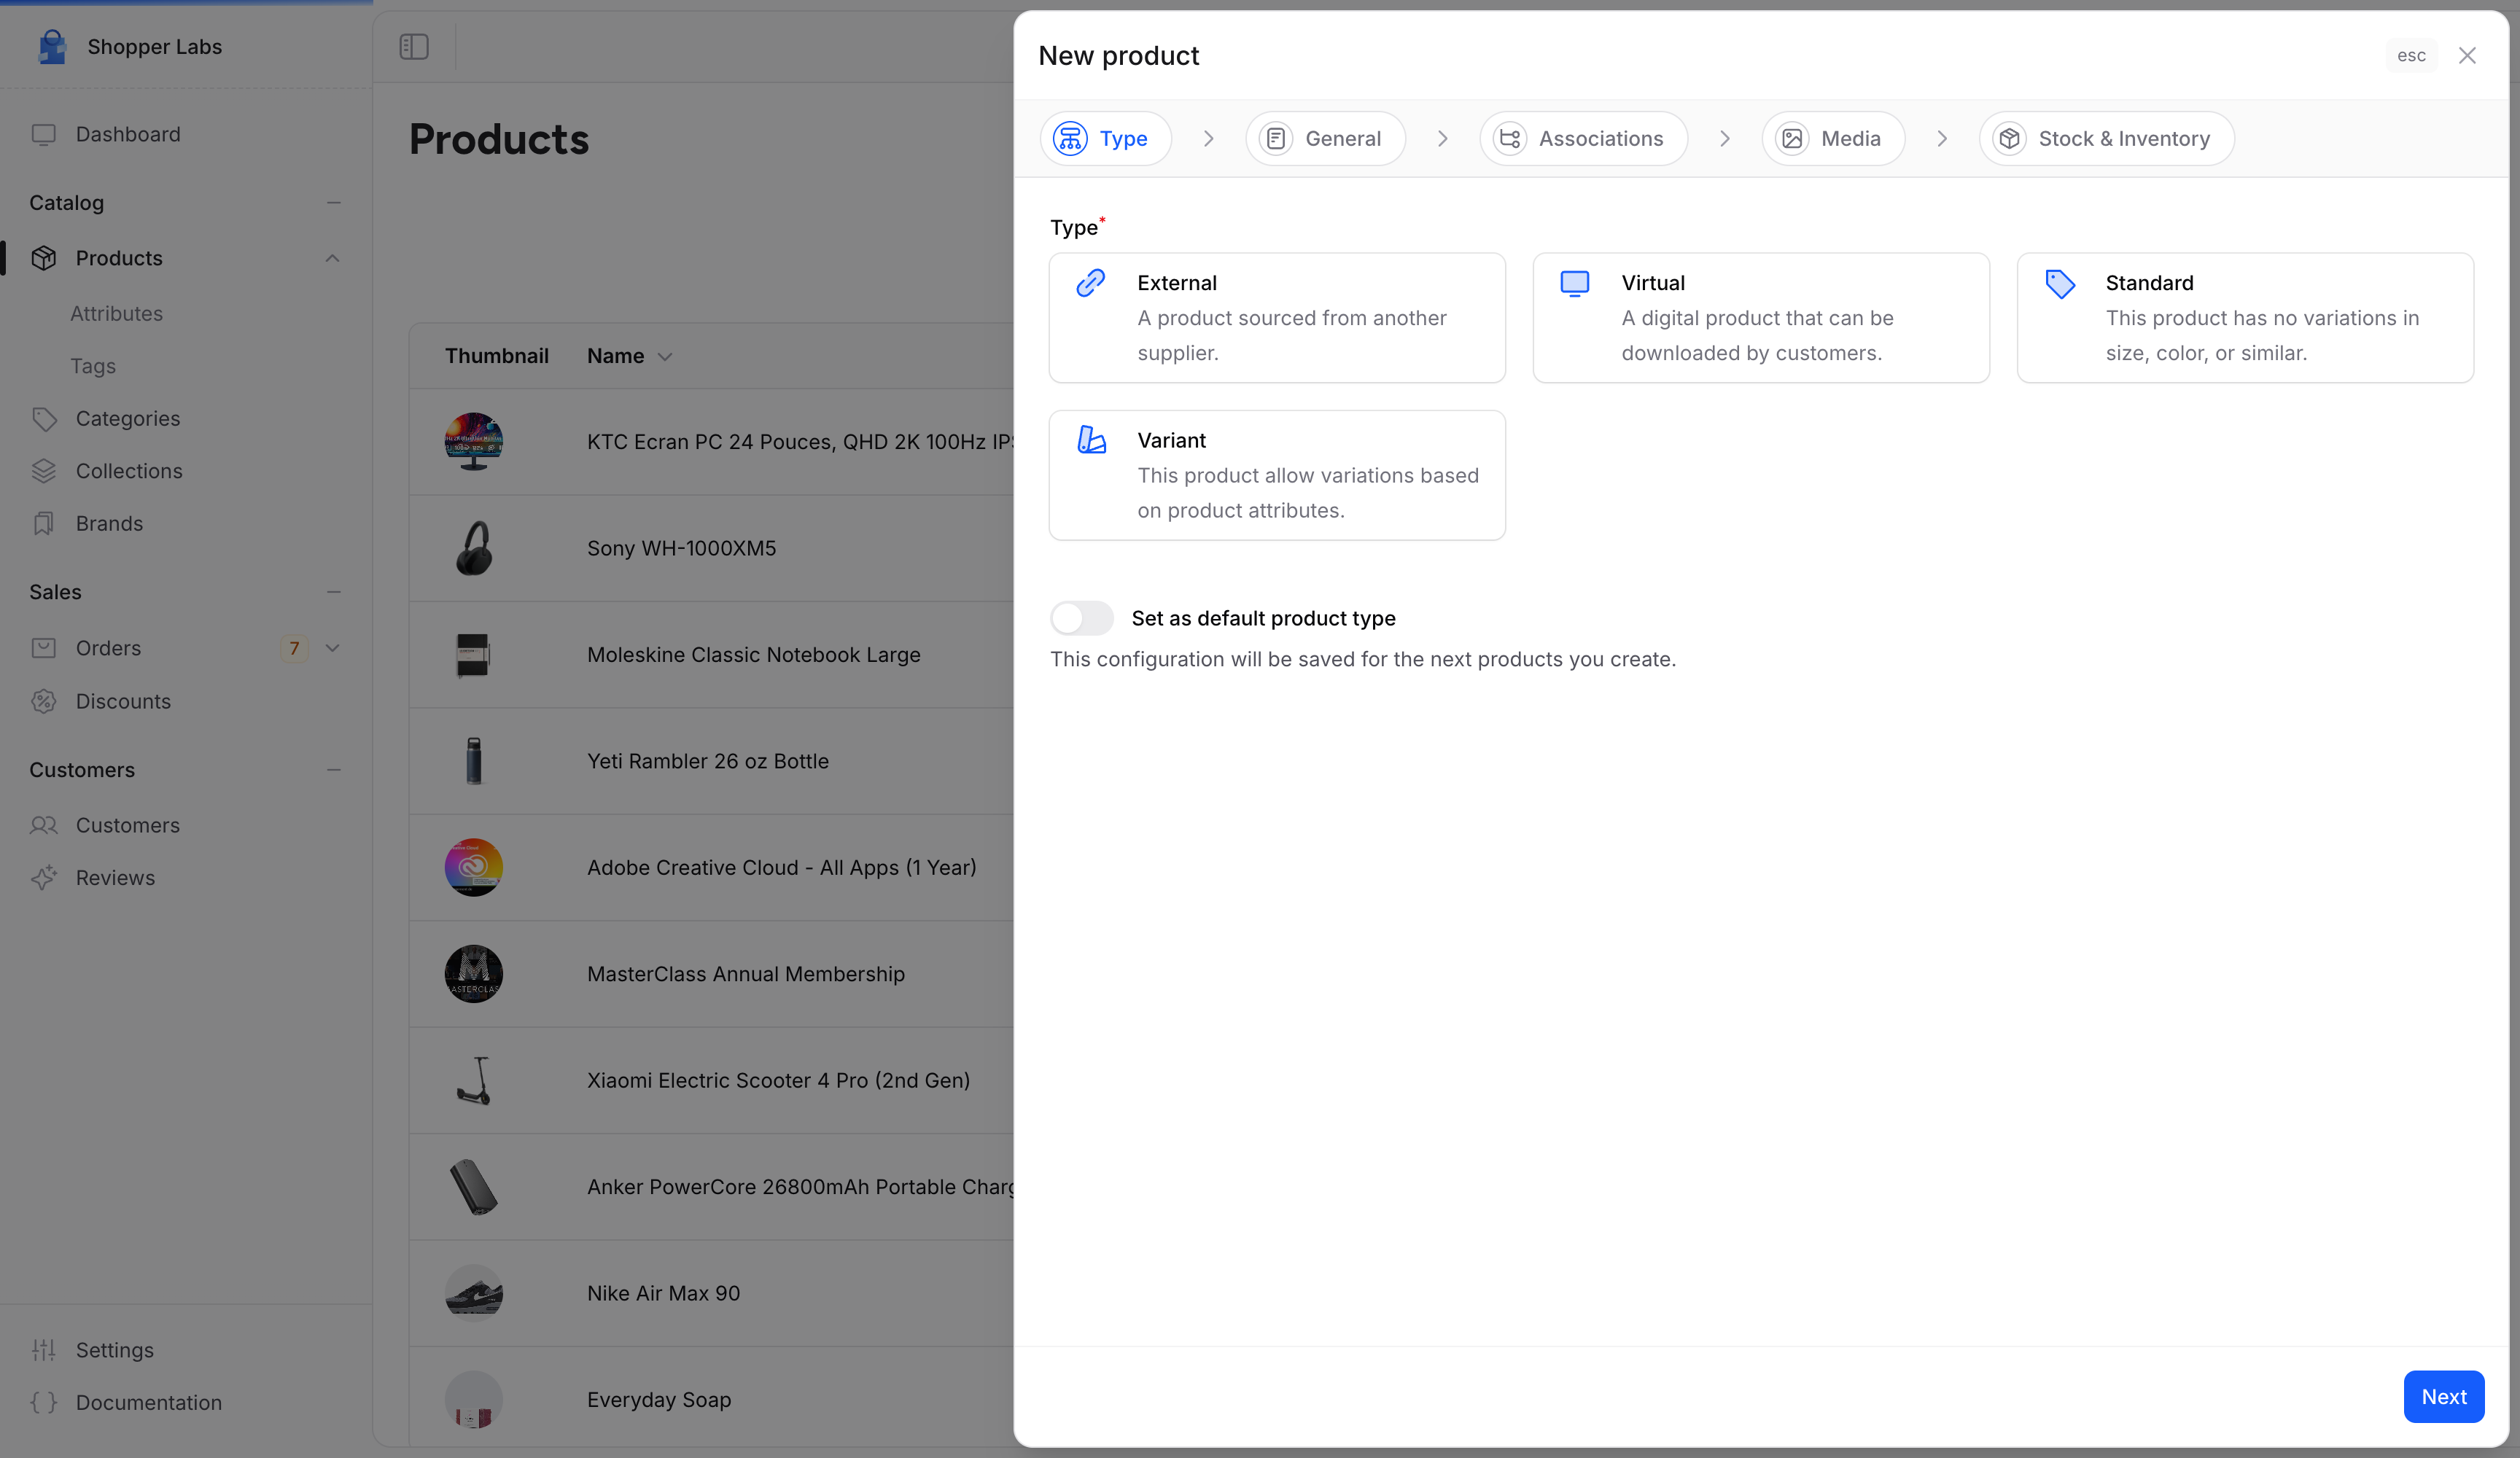 Shopper Labs
Dashboard
Catalog
Products
Attributes
Tags
Categories
Collections
Brands
Sales
Orders
7
Discounts
Customers
Customers
Reviews
Settings
Documentation
Products
Thumbnail
Name
KTC Ecran PC 24 Pouces, QHD 2K 100Hz IP
Sony WH-1000XM5
Moleskine Classic Notebook Large
Yeti Rambler 26 oz Bottle
Adobe Creative Cloud - All Apps (1 Year)
MasterClass Annual Membership
Xiaomi Electric Scooter 4 Pro (2nd Gen)
Anker PowerCore 26800mAh Portable Charg
Nike Air Max 90
Everyday Soap
New product
esc
Type
General
Associations
Media
Stock & Inventory
Type*
External
A product sourced from another
supplier.
Virtual
A digital product that can be
downloaded by customers.
Standard
This product has no variations in
size, color, or similar.
Variant
This product allow variations based
on product attributes.
Set as default product type
This configuration will be saved for the next products you create.
Next